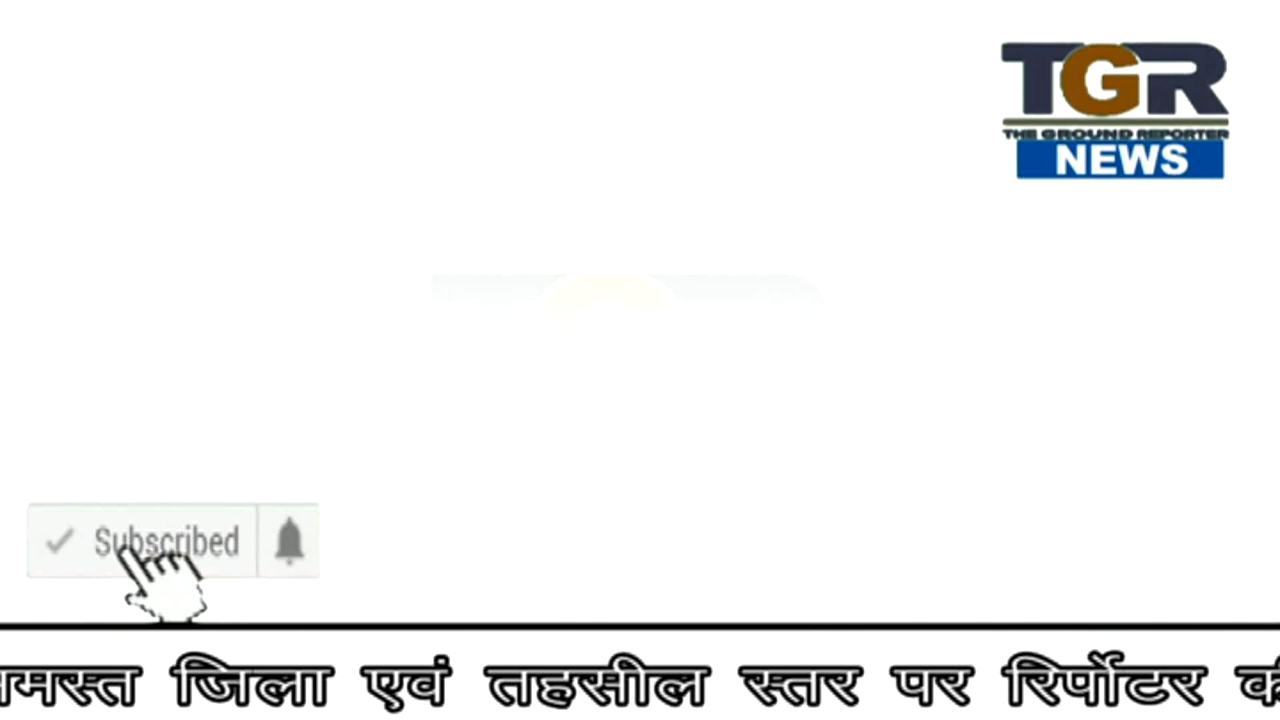 TGR
THE GROUND REPORTER
NEWS
Subscribed
समस्त जिला एवं तहसील स्तर पर रिर्पोटर